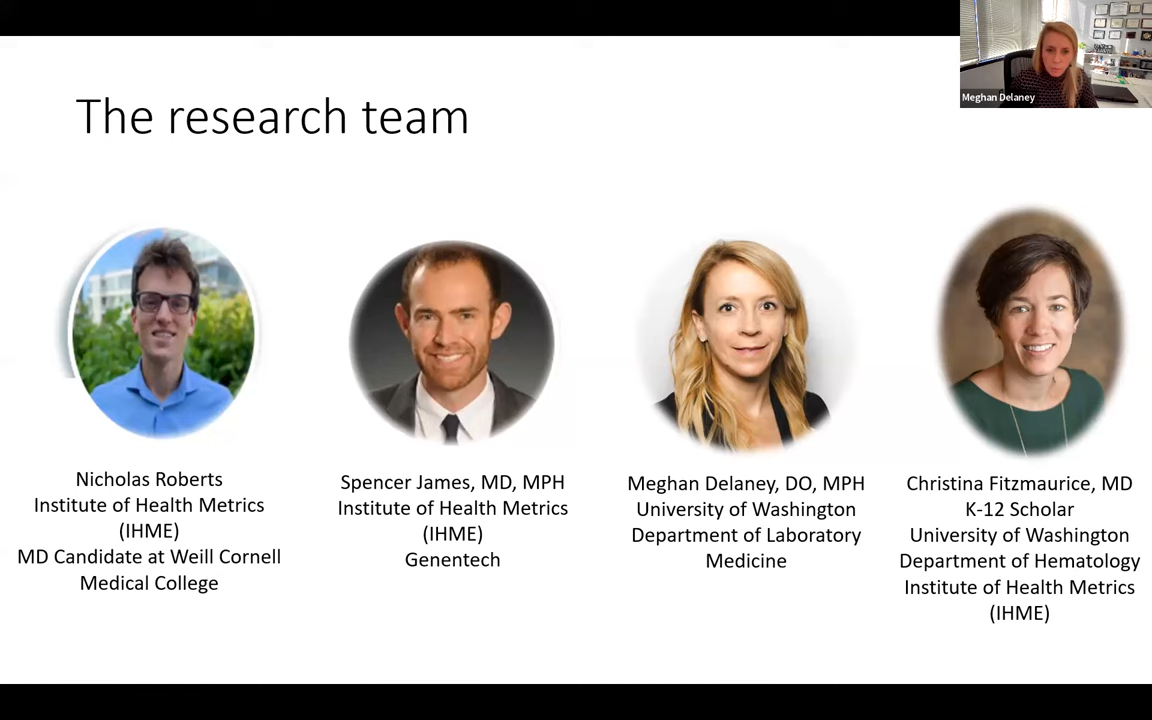 Meghan Delaney
The research team
Nicholas Roberts
Institute of Health Metrics
(IHME)
MD Candidate at Weill Cornell
Medical College
Spencer James, MD, MPH
Institute of Health Metrics
(IHME)
Genentech
Meghan Delaney, DO, MPH
University of Washington
Department of Laboratory
Medicine
Christina Fitzmaurice, MD
K-12 Scholar
University of Washington
Department of Hematology
Institute of Health Metrics
(IHME)